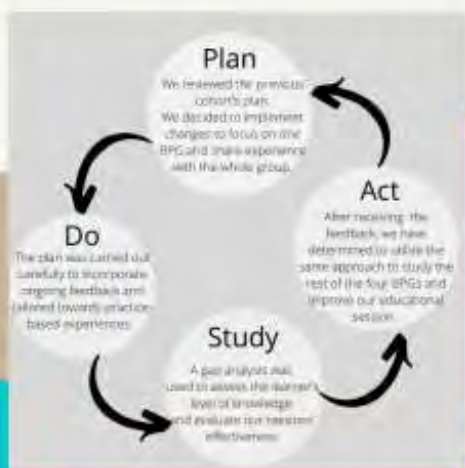 Plan
We reviewed the previous
cohort's plan.
We decided to implement
changes to focus on one
BPG and share experience
with the whole group.
Do
The plan was carried out
carefully to incorporate
ongoing feedback and
tailored towards practice-
based experiences.
Study
A gap analysis was
used to assess the learner's
level of knowledge
and evaluate our session
effectiveness.
Act
After receiving the
feedback, we have
determined to utilize the
same approach to study the
rest of the four BPGs and
improve our educational
session.